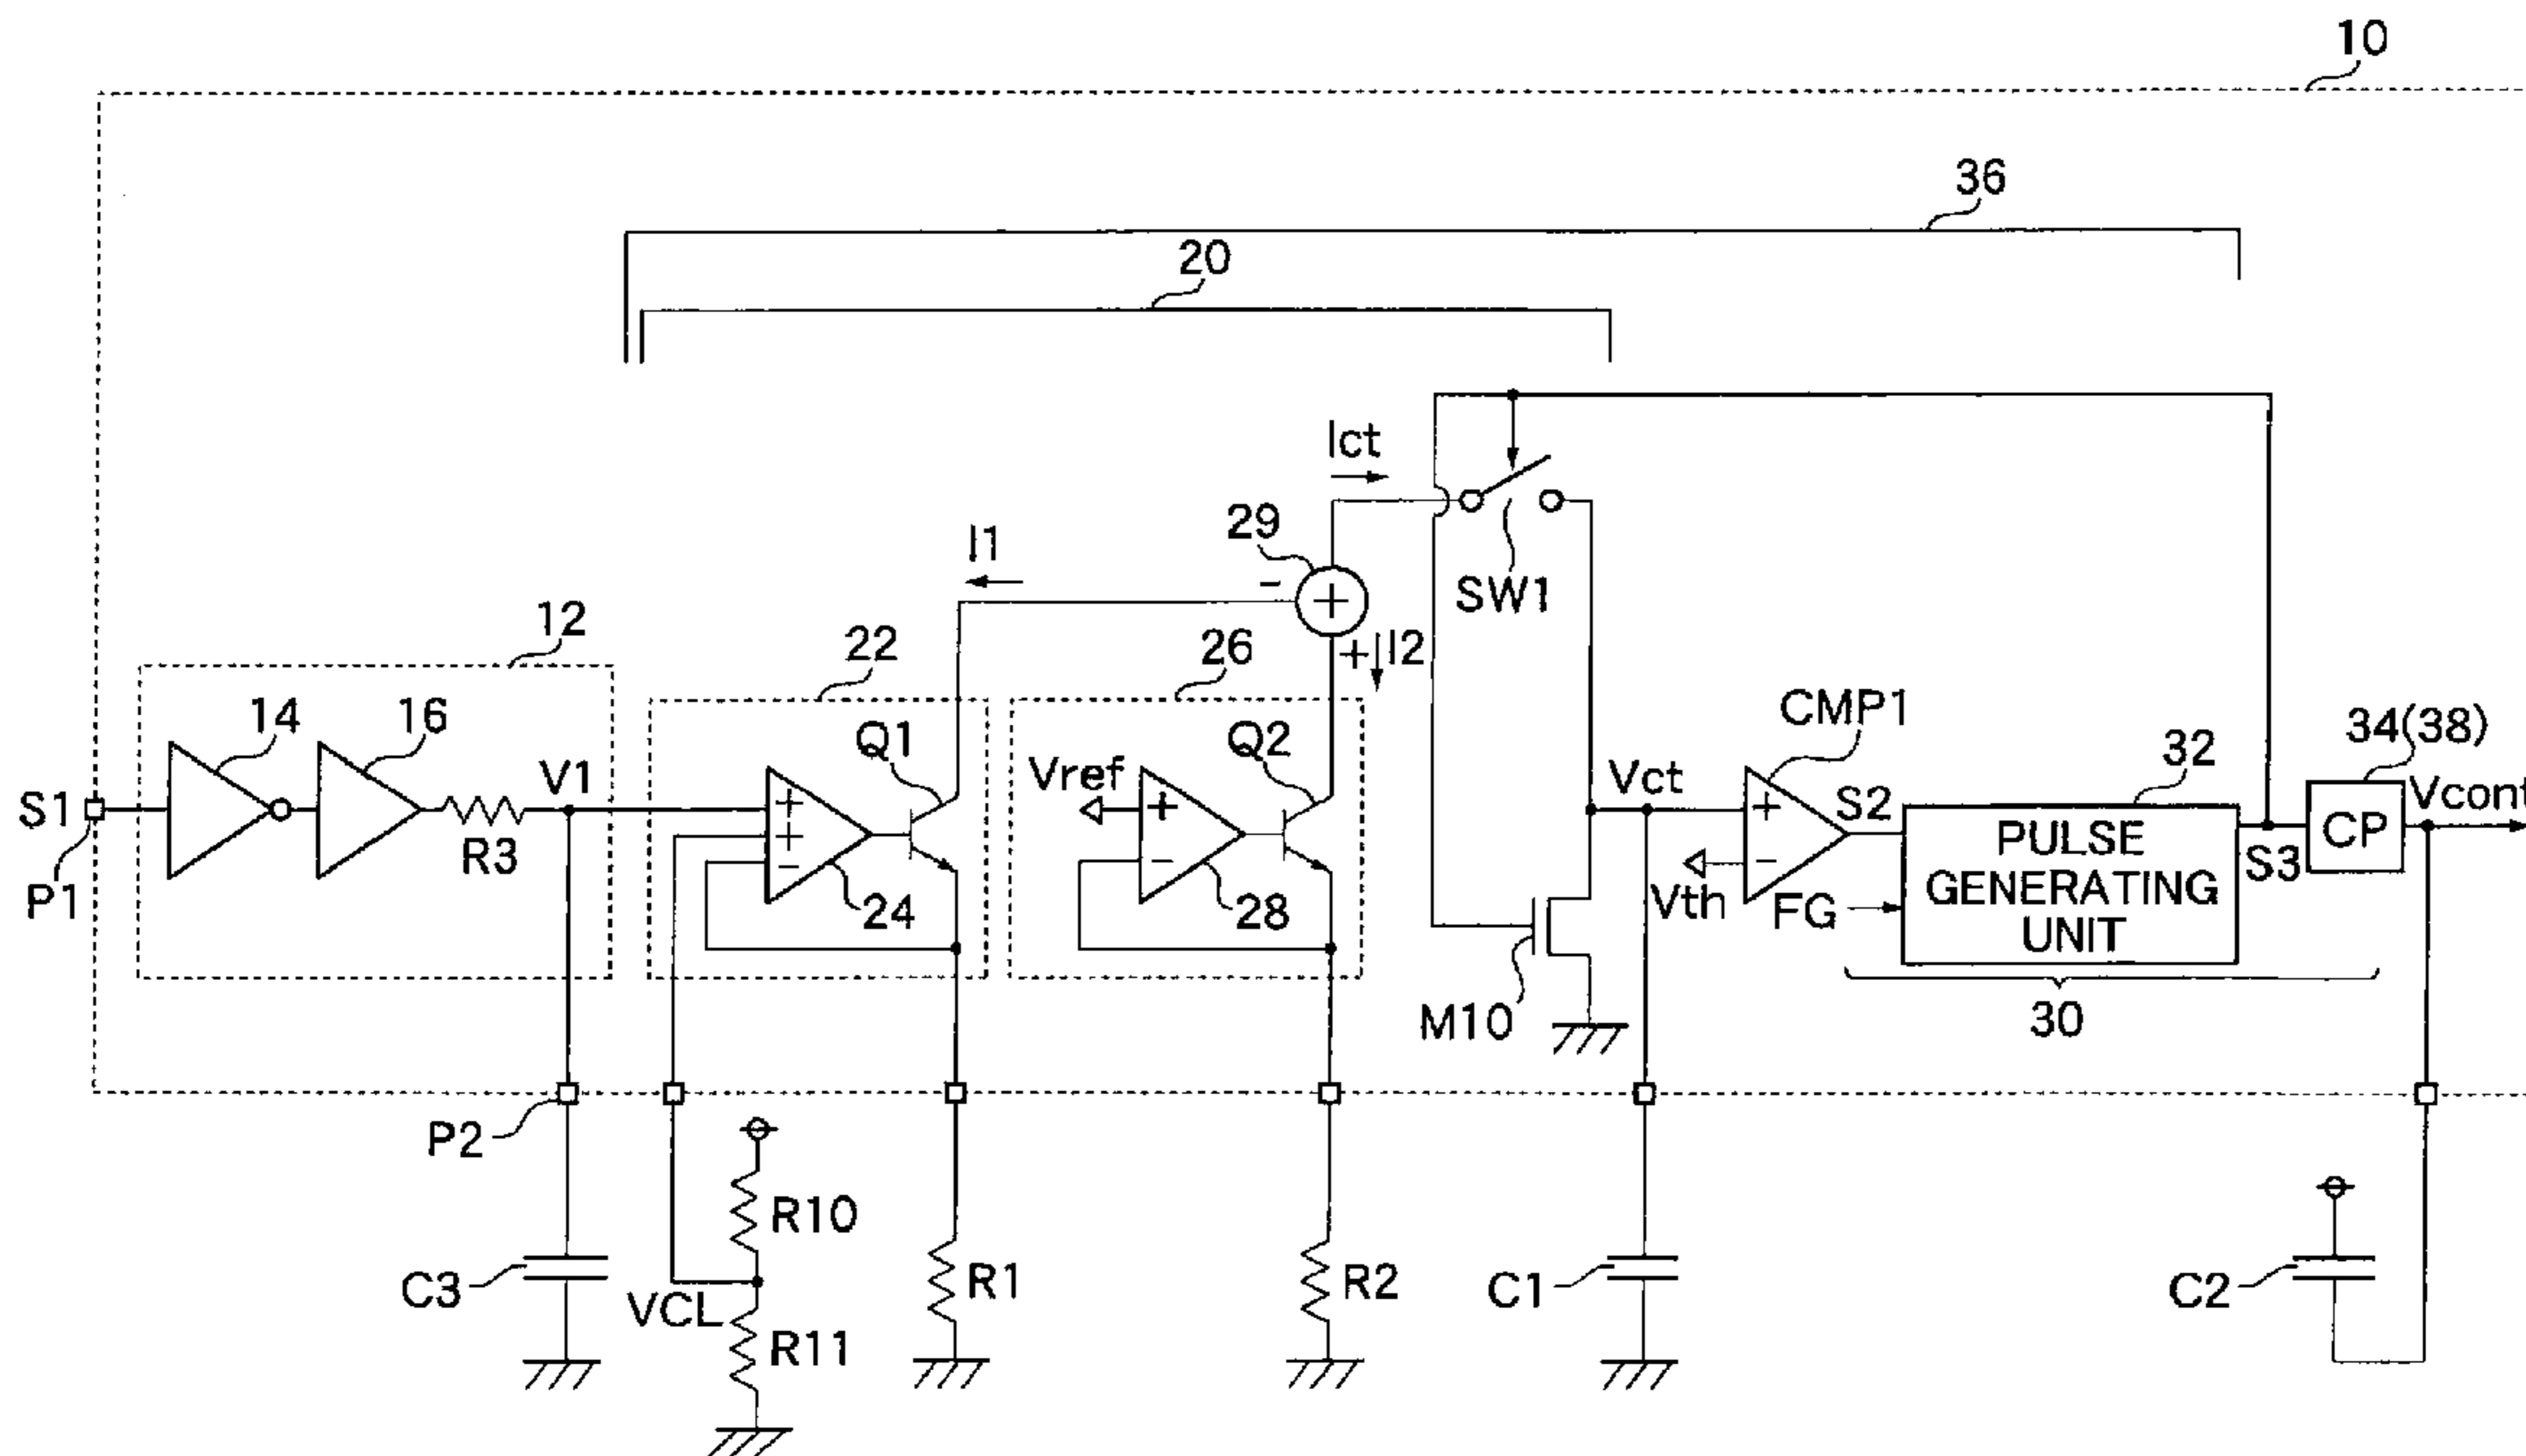 10
36
20
Ict
29
I1
-
+
SW1
12
22
26
+
I2
14
16
Q1
Q2
CMP1
34(38)
32
V1
Vref
Vct
S2
Vcont
S1
+
+
-
+
-
+
-
PULSE
GENERATING
UNIT
CP
R3
S3
P1
24
28
Vth
FG
M10
30
P2
R10
C3
VCL
R11
R1
R2
C1
C2